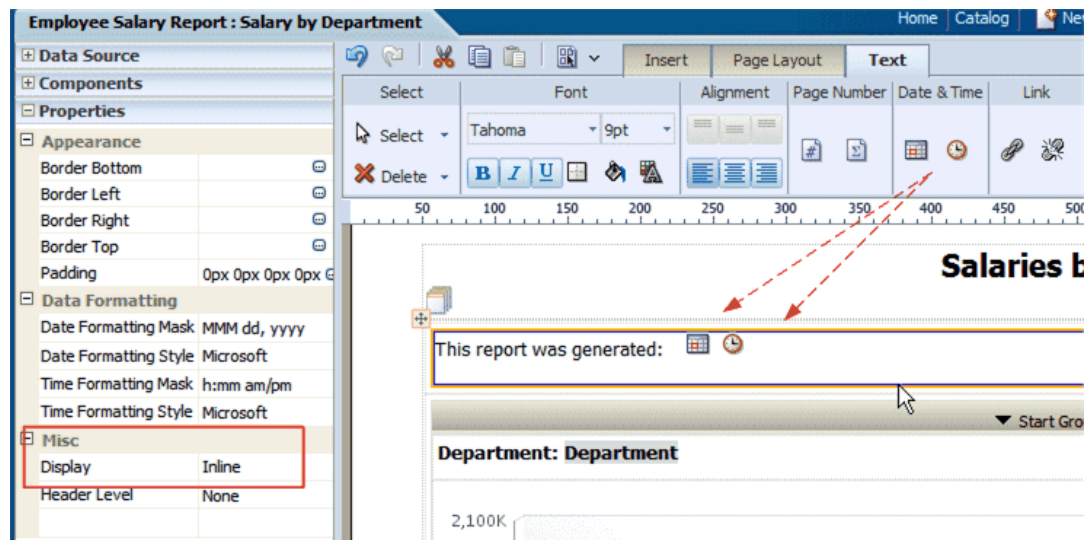 Employee Salary Report : Salary by Department
Home Catalog Ne
Data Source
Components
Properties
Appearance
Border Bottom
Border Left
Border Right
Border Top
Padding 0px 0px 0px 0px
Data Formatting
Date Formatting Mask MMM dd, yyyy
Date Formatting Style Microsoft
Time Formatting Mask h:mm am/pm
Time Formatting Style Microsoft
Misc
Display Inline
Header Level None
Insert Page Layout Text
Select Font Alignment Page Number Date & Time Link
Select Tahoma 9pt
Delete B I U # Σ
50 100 150 200 250 300 350 400 450 500
Salaries b
This report was generated:
Start Gro
Department: Department
2,100K